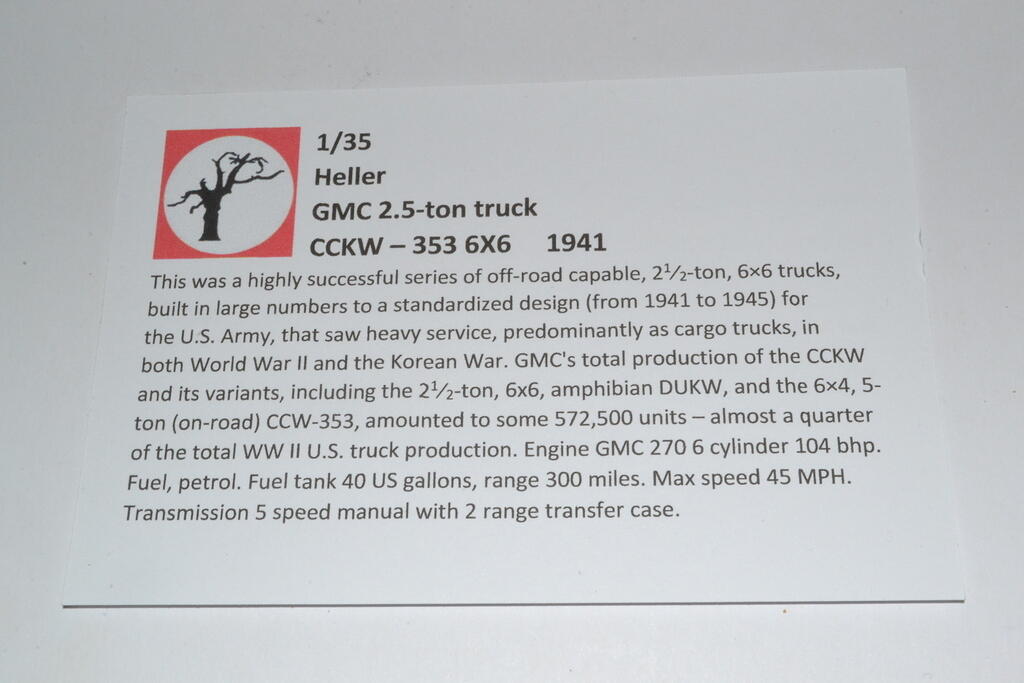 1/35
Heller
GMC 2.5-ton truck
CCKW – 353 6X6 1941
This was a highly successful series of off-road capable, 2½-ton, 6×6 trucks,
built in large numbers to a standardized design (from 1941 to 1945) for
the U.S. Army, that saw heavy service, predominantly as cargo trucks, in
both World War II and the Korean War. GMC's total production of the CCKW
and its variants, including the 2½-ton, 6x6, amphibian DUKW, and the 6×4, 5-
ton (on-road) CCW-353, amounted to some 572,500 units – almost a quarter
of the total WW II U.S. truck production. Engine GMC 270 6 cylinder 104 bhp.
Fuel, petrol. Fuel tank 40 US gallons, range 300 miles. Max speed 45 MPH.
Transmission 5 speed manual with 2 range transfer case.